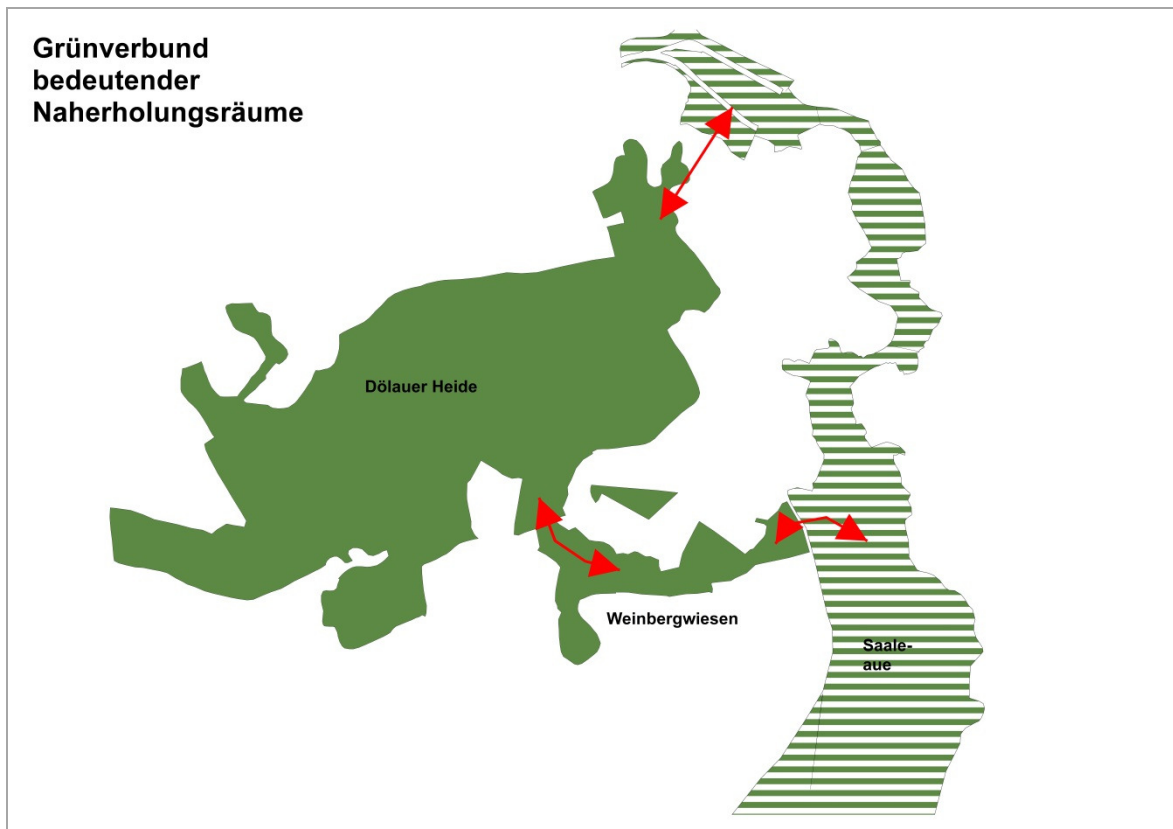 Grünverbund
bedeutender
Naherholungsräume
Dölauer Heide
Weinbergwiesen
Saale-
aue